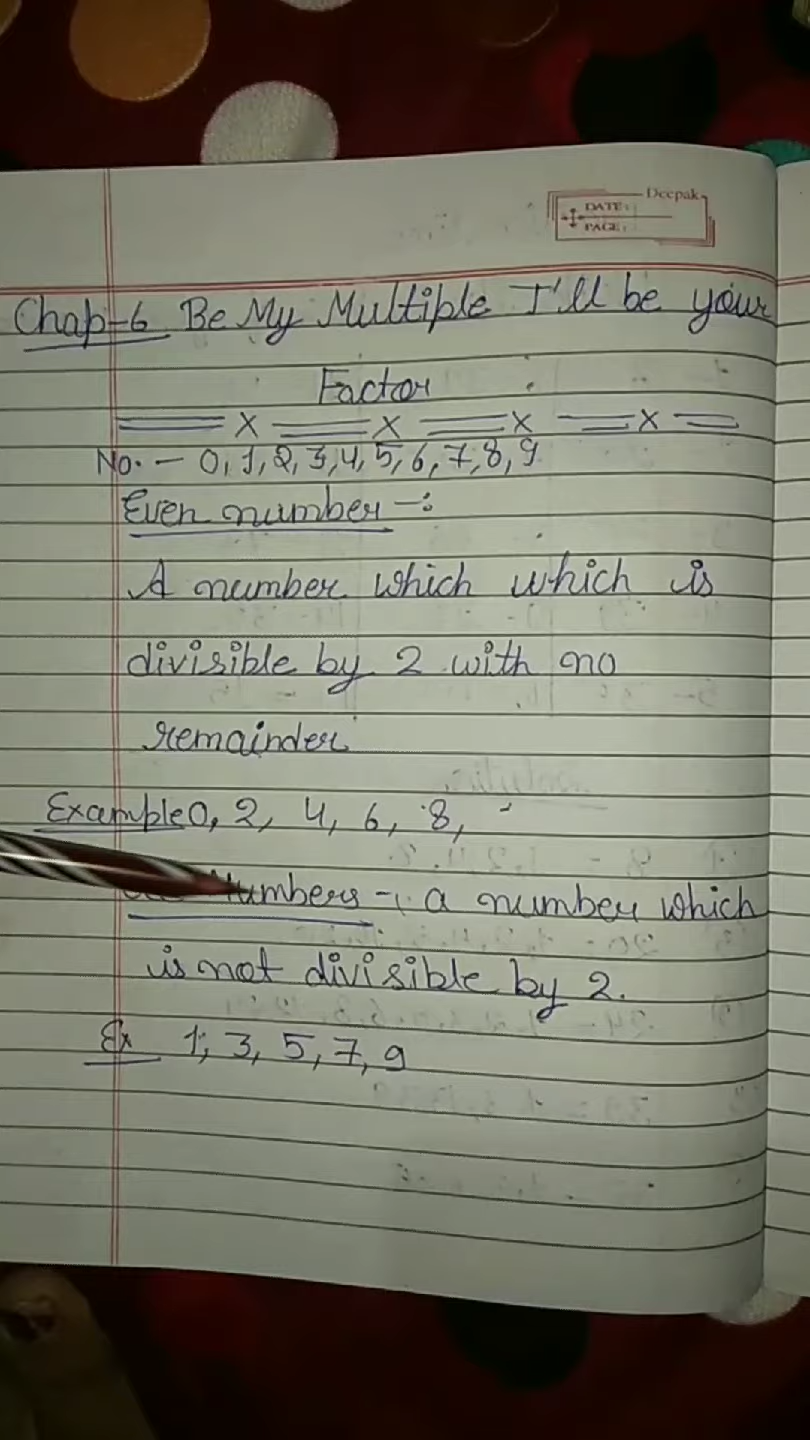 Deepak
DATE:
PAGE:
Chap-6 Be My Multiple I'll be your
Factor
No. - 0, 1, 2, 3, 4, 5, 6, 7, 8, 9
Even number -:
A number which which is
divisible by 2 with no
remainder
Example 0, 2, 4, 6, 8,
Numbers -: a number which
is not divisible by 2.
Ex 1, 3, 5, 7, 9